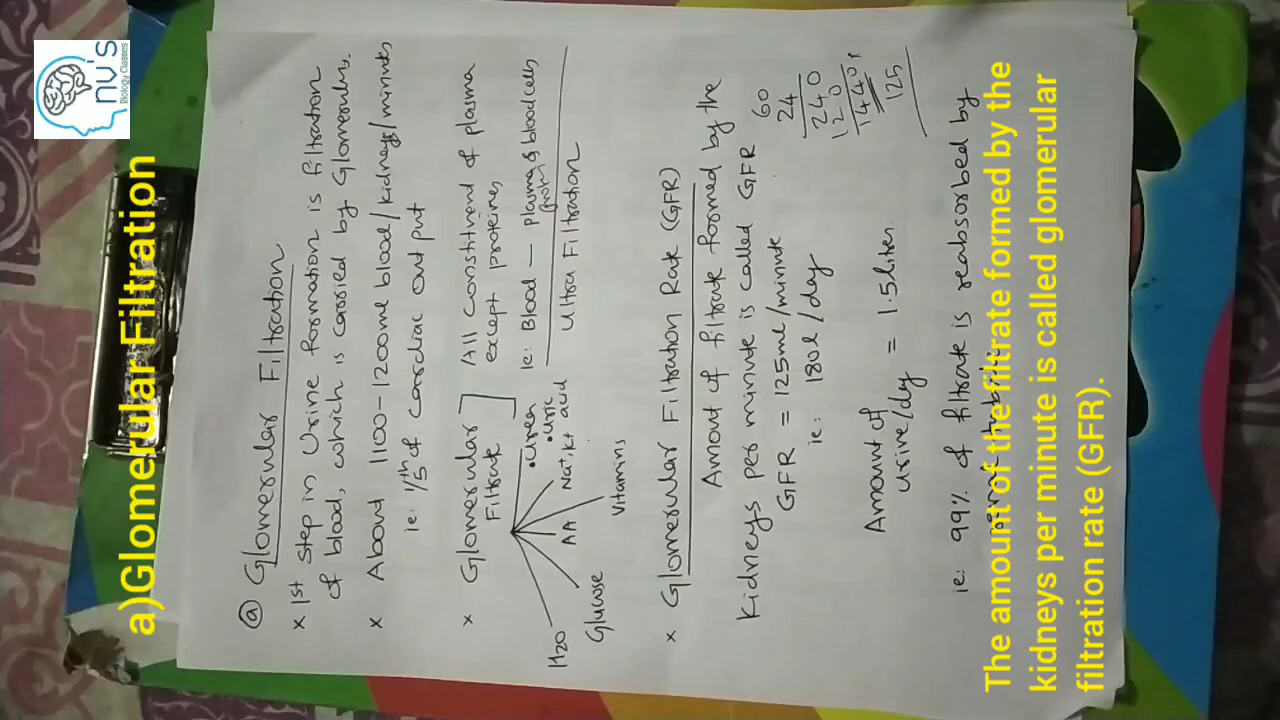 nv's
Biology Classes
a)Glomerular Filtration
@ Glomerular Filtration
x 1st step in Urine formation is filtration
of blood, which is carried by Glomerulus.
x About 1100-1200ml blood/kidneys/minutes
ie: 1/5th of Cardiac out put
x Glomerular Filtrate
All constituent of plasma
except proteines
ie: Blood — plasma protein & blood cells
Ultra Filtration
H2O
Glucose
AA
Vitamins
Na+, K+
• Uric acid
• Urea
x Glomerular Filtration Rate (GFR)
Amount of filtrate formed by the
kidneys per minute is called GFR
GFR = 125ml/minute
ie: 180l/day
60
24
240
120
1440 x
125
Amount of
urine/day = 1.5 liter
ie: 99% of filtrate is reabsorbed by
The amount of the filtrate formed by the
kidneys per minute is called glomerular
filtration rate (GFR).